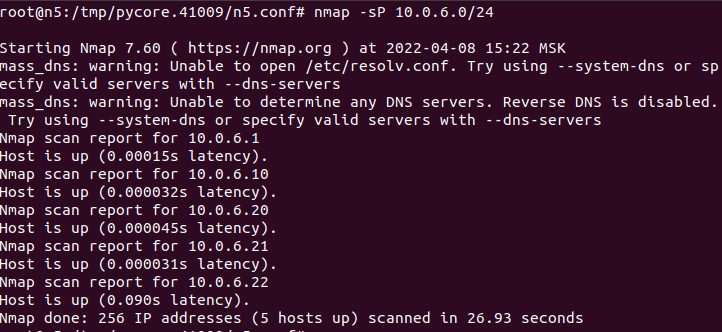 root@n5:/tmp/pycore.41009/n5.conf# nmap -sP 10.0.6.0/24
Starting Nmap 7.60 ( https://nmap.org ) at 2022-04-08 15:22 MSK
mass_dns: warning: Unable to open /etc/resolv.conf. Try using --system-dns or sp
ecify valid servers with --dns-servers
mass_dns: warning: Unable to determine any DNS servers. Reverse DNS is disabled.
Try using --system-dns or specify valid servers with --dns-servers
Nmap scan report for 10.0.6.1
Host is up (0.00015s latency).
Nmap scan report for 10.0.6.10
Host is up (0.000032s latency).
Nmap scan report for 10.0.6.20
Host is up (0.000045s latency).
Nmap scan report for 10.0.6.21
Host is up (0.000031s latency).
Nmap scan report for 10.0.6.22
Host is up (0.090s latency).
Nmap done: 256 IP addresses (5 hosts up) scanned in 26.93 seconds